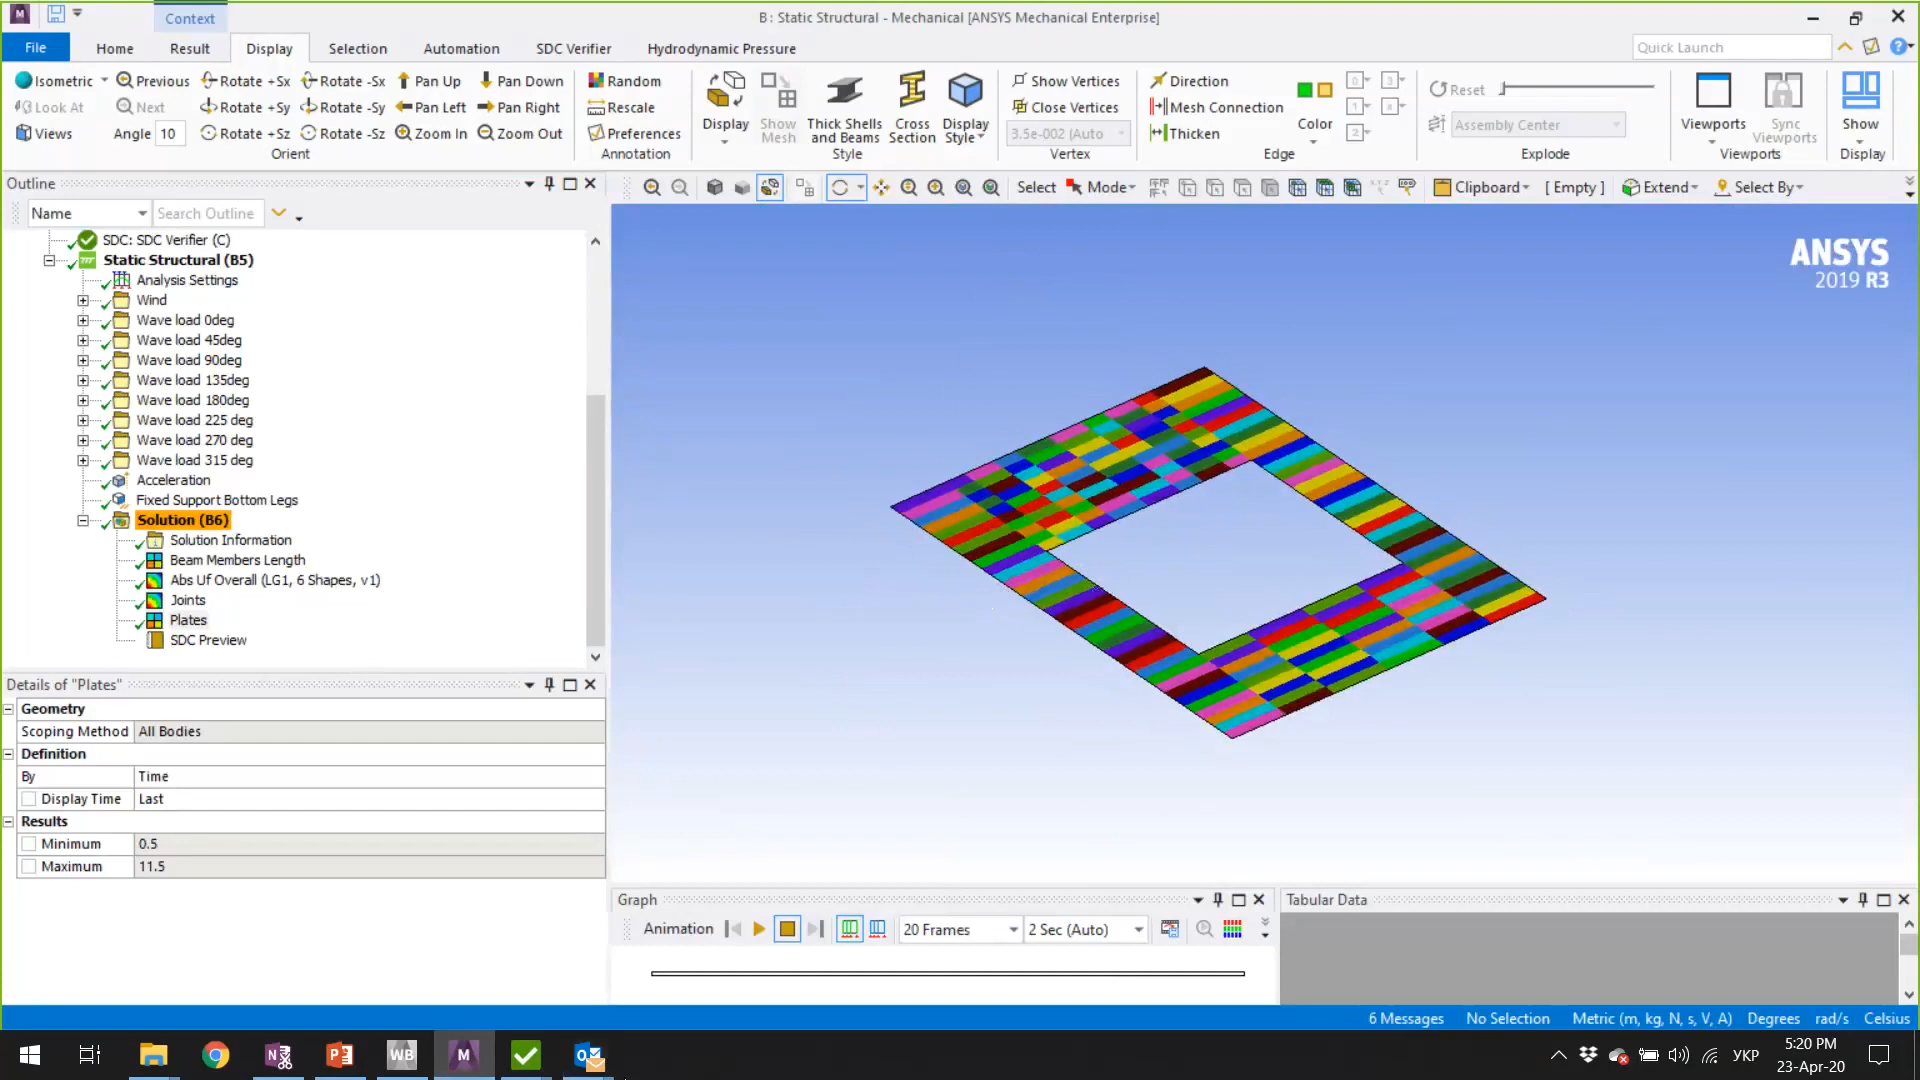 Context
B : Static Structural - Mechanical [ANSYS Mechanical Enterprise]
File
Home
Result
Display
Selection
Automation
SDC Verifier
Hydrodynamic Pressure
Quick Launch
Isometric
Previous
Rotate +Sx
Rotate -Sx
Pan Up
Pan Down
Look At
Next
Rotate +Sy
Rotate -Sy
Pan Left
Pan Right
Views
Angle 10
Rotate +Sz
Rotate -Sz
Zoom In
Zoom Out
Orient
Random
Rescale
Preferences
Annotation
Display
Show Mesh
Thick Shells and Beams
Cross Section
Display Style
Style
Show Vertices
Close Vertices
3.5e-002 (Auto
Vertex
Direction
Mesh Connection
Thicken
Color
Edge
Reset
Assembly Center
Explode
Viewports
Sync Viewports
Viewports
Show
Display
Outline
Name
Search Outline
Select
Mode
Clipboard
[ Empty ]
Extend
Select By
SDC: SDC Verifier (C)
Static Structural (B5)
Analysis Settings
Wind
Wave load 0deg
Wave load 45deg
Wave load 90deg
Wave load 135deg
Wave load 180deg
Wave load 225 deg
Wave load 270 deg
Wave load 315 deg
Acceleration
Fixed Support Bottom Legs
Solution (B6)
Solution Information
Beam Members Length
Abs Uf Overall (LG1, 6 Shapes, v1)
Joints
Plates
SDC Preview
ANSYS
2019 R3
Details of "Plates"
Geometry
Scoping Method All Bodies
Definition
By Time
Display Time Last
Results
Minimum 0.5
Maximum 11.5
Graph
Animation
20 Frames
2 Sec (Auto)
Tabular Data
6 Messages
No Selection
Metric (m, kg, N, s, V, A)
Degrees
rad/s
Celsius
УКР
5:20 PM
23-Apr-20